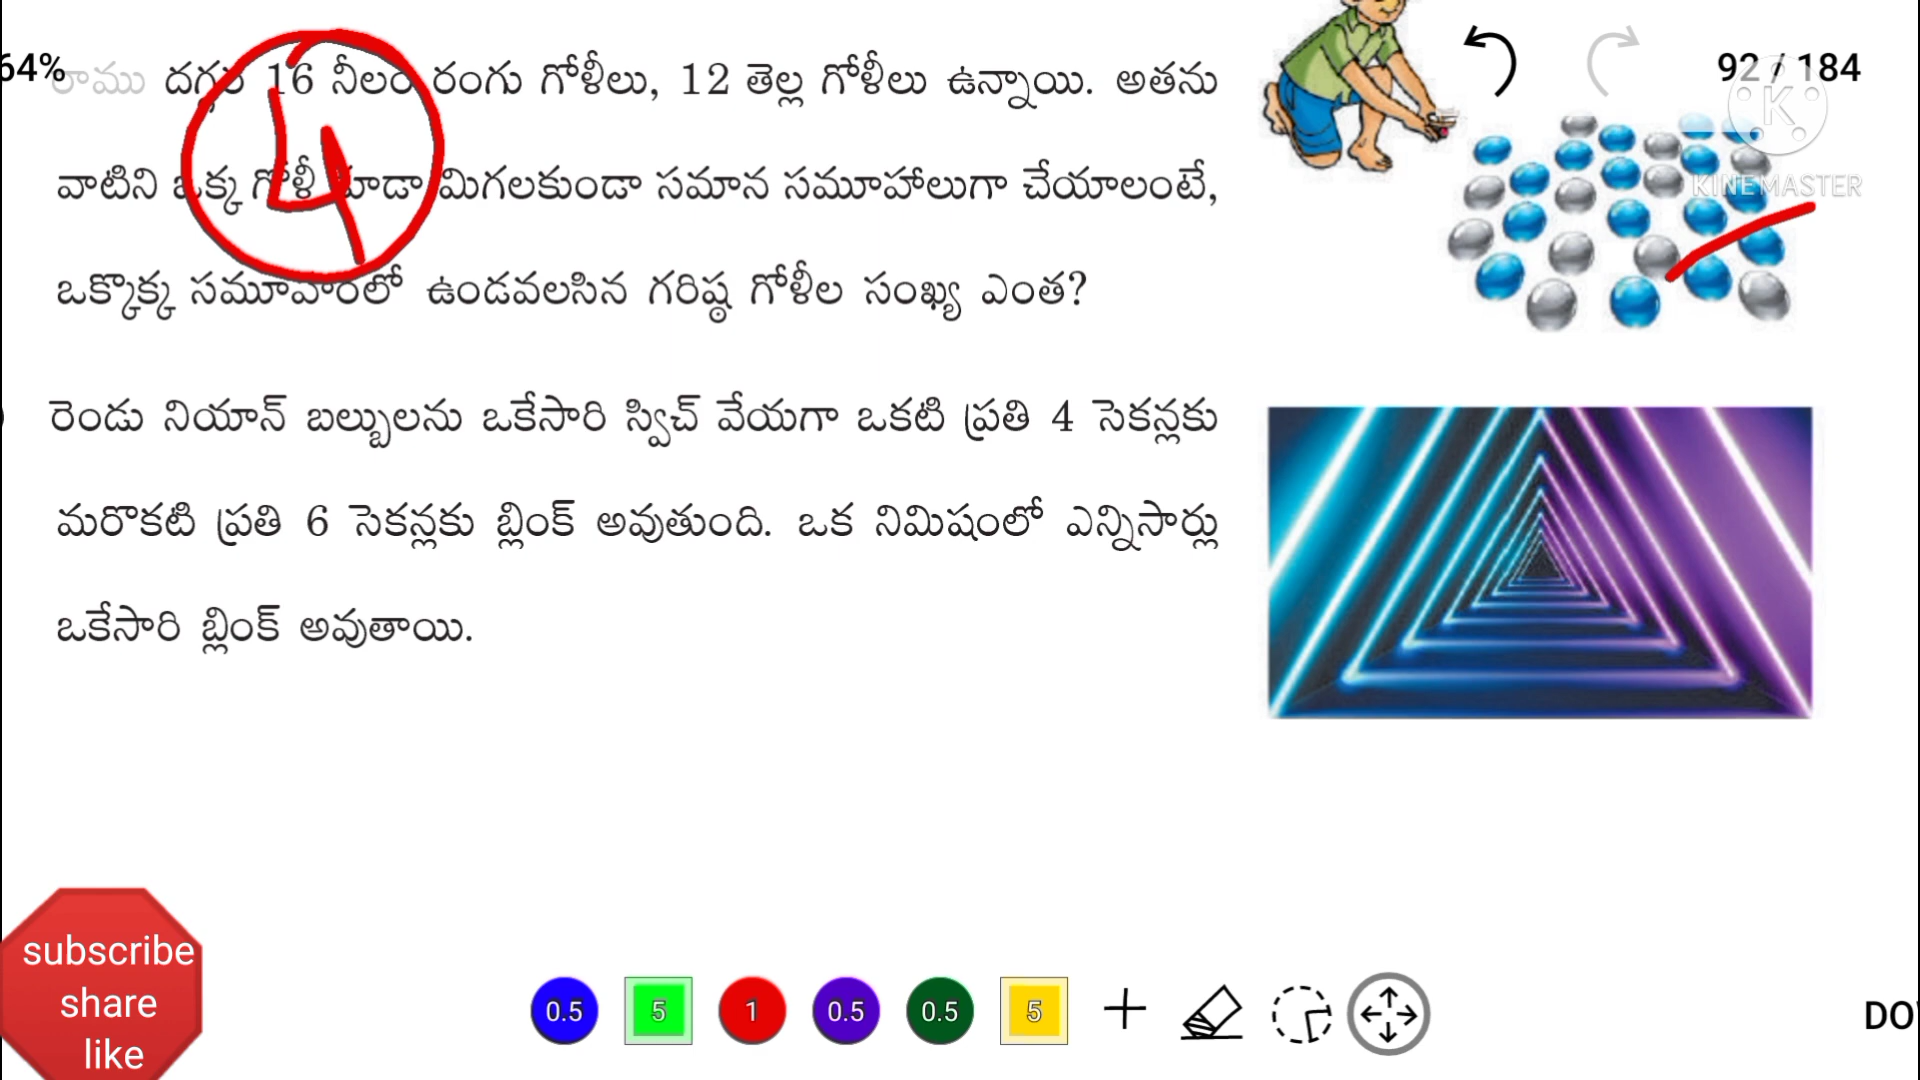 64%
రాము దగ్గర 16 నీలం రంగు గోళీలు, 12 తెల్ల గోళీలు ఉన్నాయి. అతను
92 / 184
వాటిని ఒక్క గోళీ కూడా మిగలకుండా సమాన సమూహాలుగా చేయాలంటే,
KINEMASTER
ఒక్కొక్క సమూహంలో ఉండవలసిన గరిష్ఠ గోళీల సంఖ్య ఎంత?
4
రెండు నియాన్ బల్బులను ఒకేసారి స్విచ్ వేయగా ఒకటి ప్రతి 4 సెకన్లకు
మరొకటి ప్రతి 6 సెకన్లకు బ్లింక్ అవుతుంది. ఒక నిమిషంలో ఎన్నిసార్లు
ఒకేసారి బ్లింక్ అవుతాయి.
subscribe
share
like
0.5 5 1 0.5 0.5 5